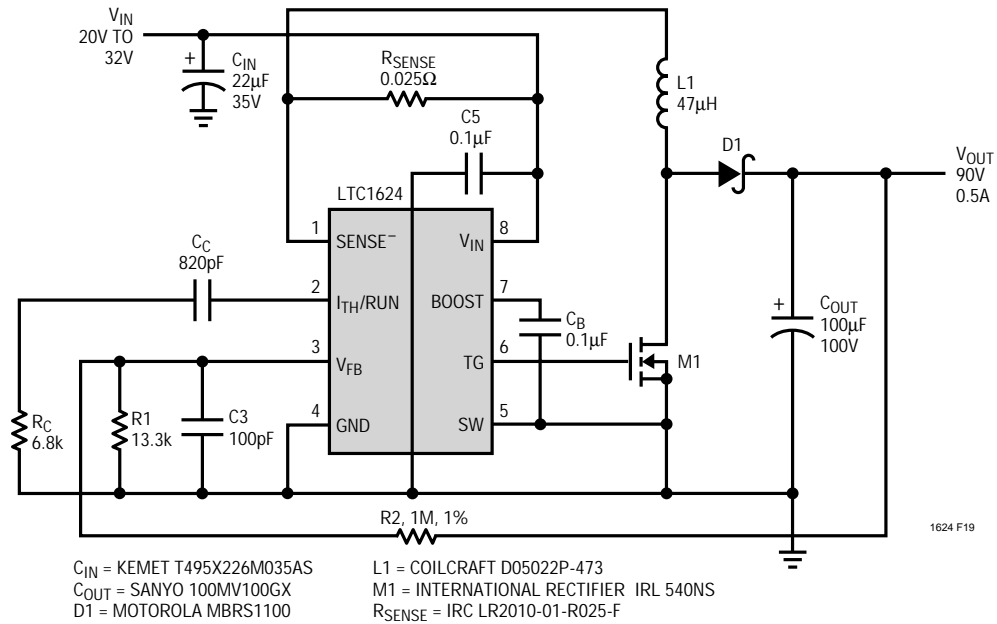 VIN
20V TO
32V
+
CIN
22µF
35V
RSENSE
0.025Ω
C5
0.1µF
L1
47µH
D1
VOUT
90V
0.5A
LTC1624
1
SENSE–
8
VIN
CC
820pF
2
ITH/RUN
7
BOOST
CB
0.1µF
+
COUT
100µF
100V
3
VFB
6
TG
M1
4
GND
5
SW
RC
6.8k
R1
13.3k
C3
100pF
R2, 1M, 1%
1624 F19
CIN = KEMET T495X226M035AS
COUT = SANYO 100MV100GX
D1 = MOTOROLA MBRS1100
L1 = COILCRAFT D05022P-473
M1 = INTERNATIONAL RECTIFIER IRL 540NS
RSENSE = IRC LR2010-01-R025-F